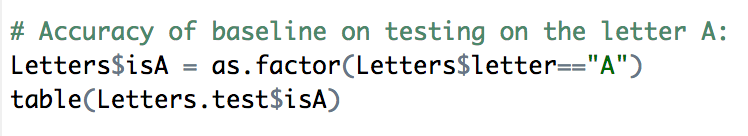 # Accuracy of baseline on testing on the letter A:
Letters$isA = as.factor(Letters$letter=="A")
table(Letters.test$isA)